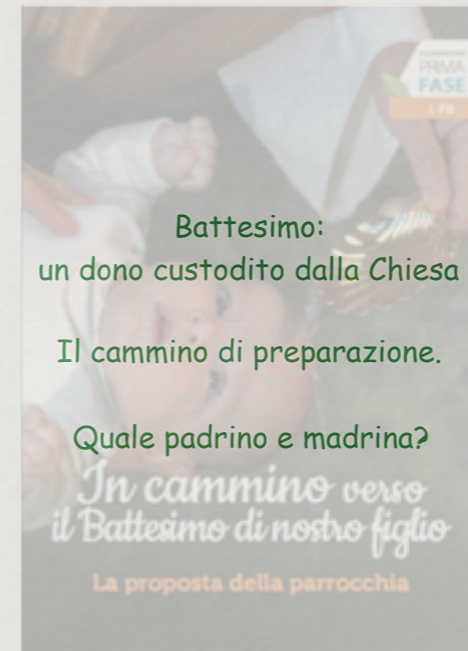 PRIMA
FASE
Battesimo:
un dono custodito dalla Chiesa
Il cammino di preparazione.
Quale padrino e madrina?
In cammino verso
il Battesimo di nostro figlio
La proposta della parrocchia